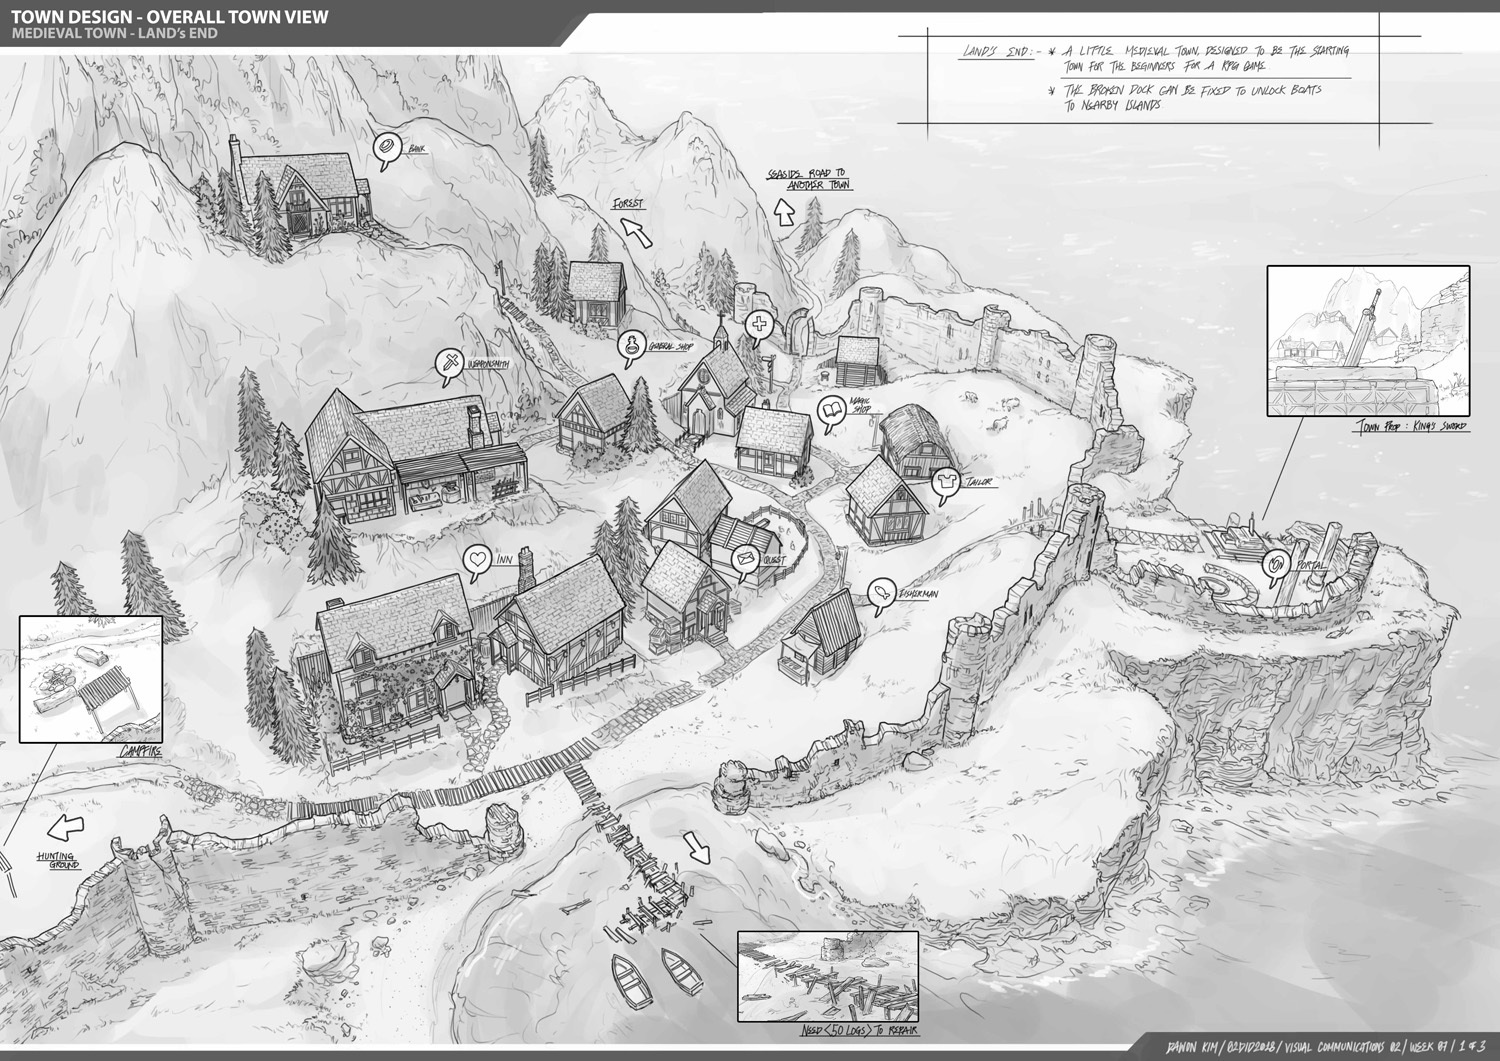 TOWN DESIGN - OVERALL TOWN VIEW
MEDIEVAL TOWN - LAND's END
LAND'S END:- * A LITTLE MEDIEVAL TOWN, DESIGNED TO BE THE STARTING
TOWN FOR THE BEGINNERS FOR A RPG GAME.
* THE BROKEN DOCK CAN BE FIXED TO UNLOCK BOATS
TO NEARBY ISLANDS.
BANK
SEASIDE ROAD TO
ANOTHER TOWN
FOREST
GENERAL SHOP
WEAPONSMITH
MAGIC
SHOP
TOWN PROP : KING'S SWORD
TAILOR
INN
QUEST
PORTAL
FISHERMAN
CAMPFIRE
HUNTING
GROUND
NEED <50 LOGS> TO REPAIR
DAWON KIM / @2DID2018 / VISUAL COMMUNICATIONS 02 / WEEK 07 / 1 OF 3